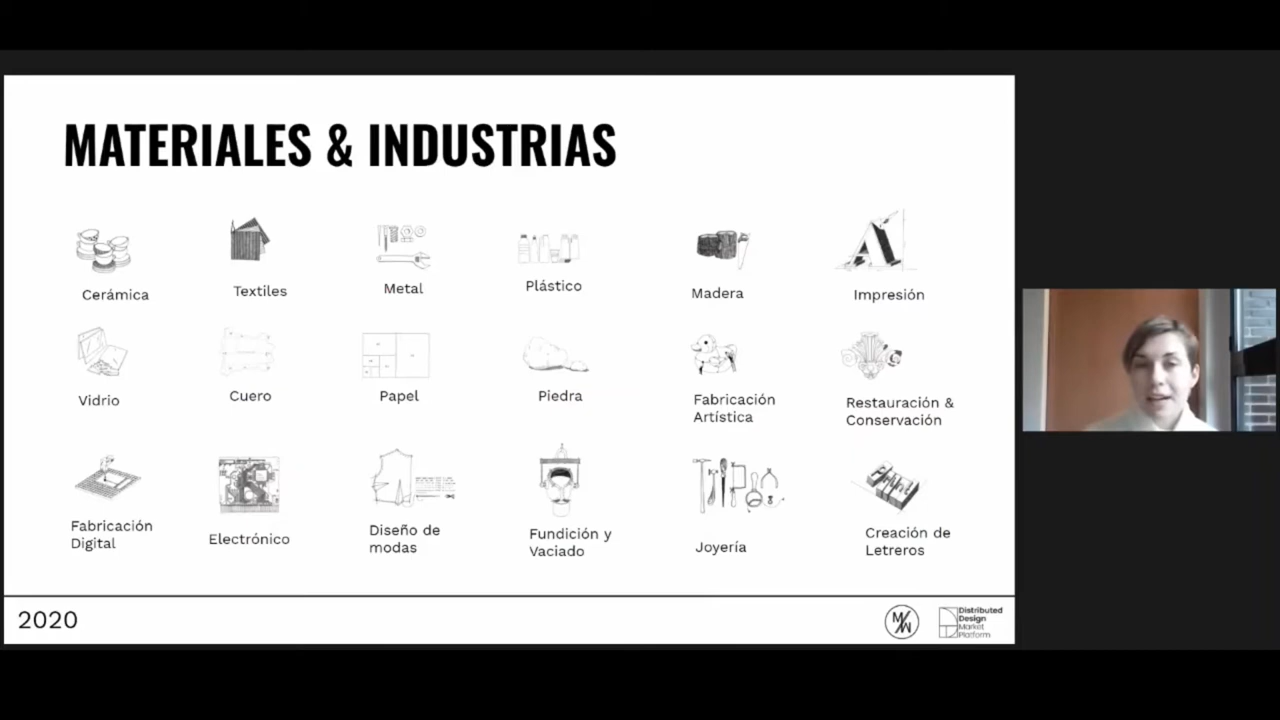 MATERIALES & INDUSTRIAS
Cerámica
Textiles
Metal
Plástico
Madera
Impresión
Vidrio
Cuero
Papel
Piedra
Fabricación
Artística
Restauración &
Conservación
Fabricación
Digital
Electrónico
Diseño de
modas
Fundición y
Vaciado
Joyería
Creación de
Letreros
2020
M/W
Distributed
Design
Market
Platform